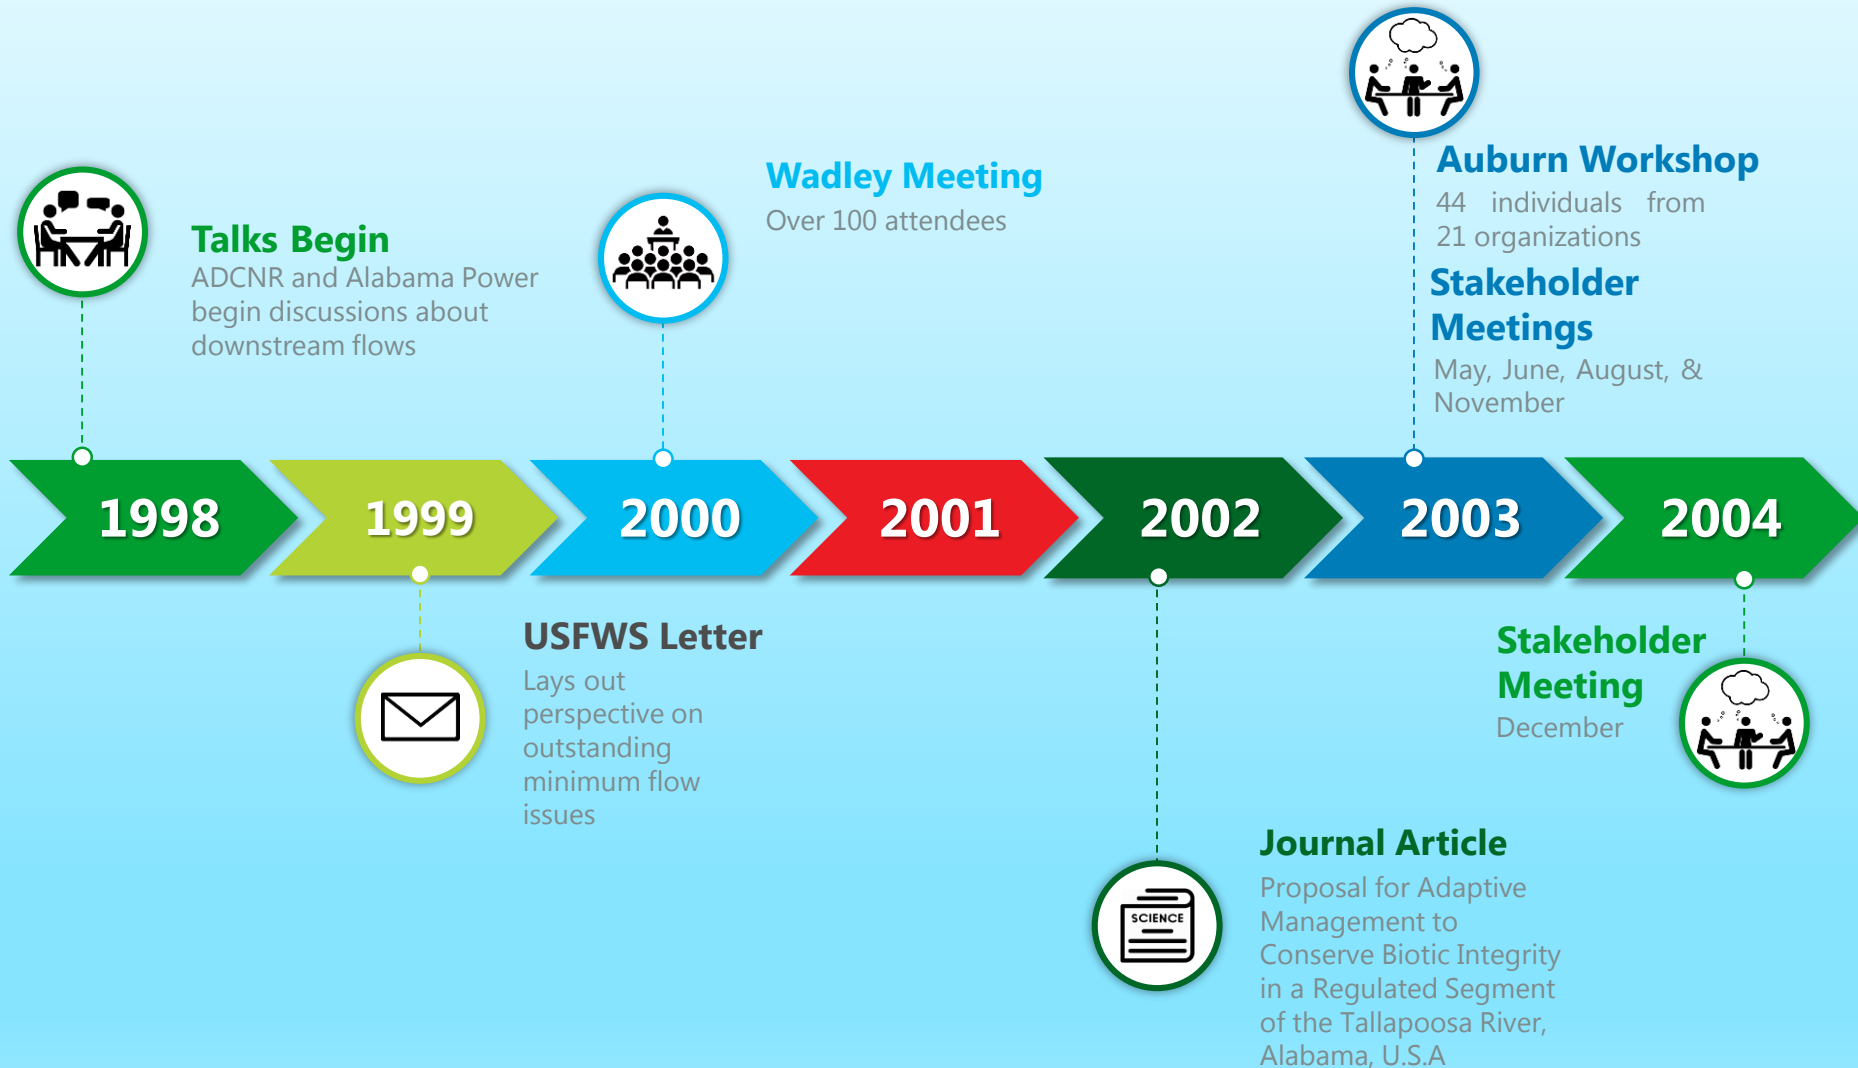 Talks Begin
ADCNR and Alabama Power
begin discussions about
downstream flows
Wadley Meeting
Over 100 attendees
Auburn Workshop
44 individuals from
21 organizations
Stakeholder
Meetings
May, June, August, &
November
1998
1999
2000
2001
2002
2003
2004
USFWS Letter
Lays out
perspective on
outstanding
minimum flow
issues
SCIENCE
Journal Article
Proposal for Adaptive
Management to
Conserve Biotic Integrity
in a Regulated Segment
of the Tallapoosa River,
Alabama, U.S.A
Stakeholder
Meeting
December